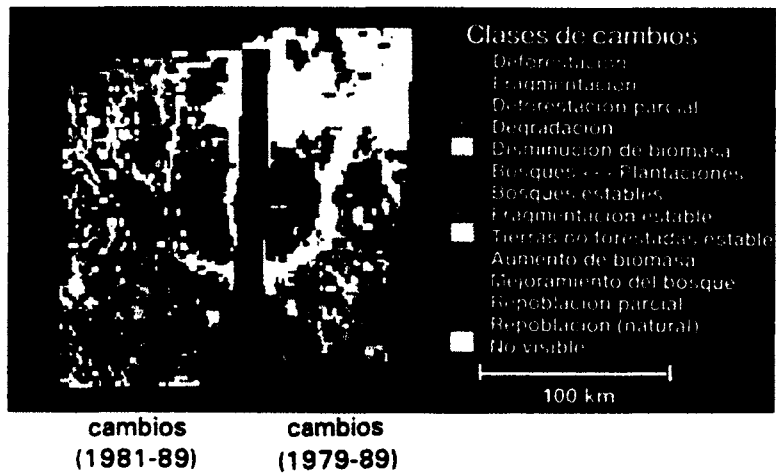 Clases de cambios
Deforestación
Fragmentación
Deforestación parcial
Degradación
Disminución de biomasa
Bosques <--> Plantaciones
Bosques estables
Fragmentación estable
Tierras no forestadas estable
Aumento de biomasa
Mejoramiento del bosque
Repoblación parcial
Repoblación (natural)
No visible
100 km
cambios
(1981-89)
cambios
(1979-89)